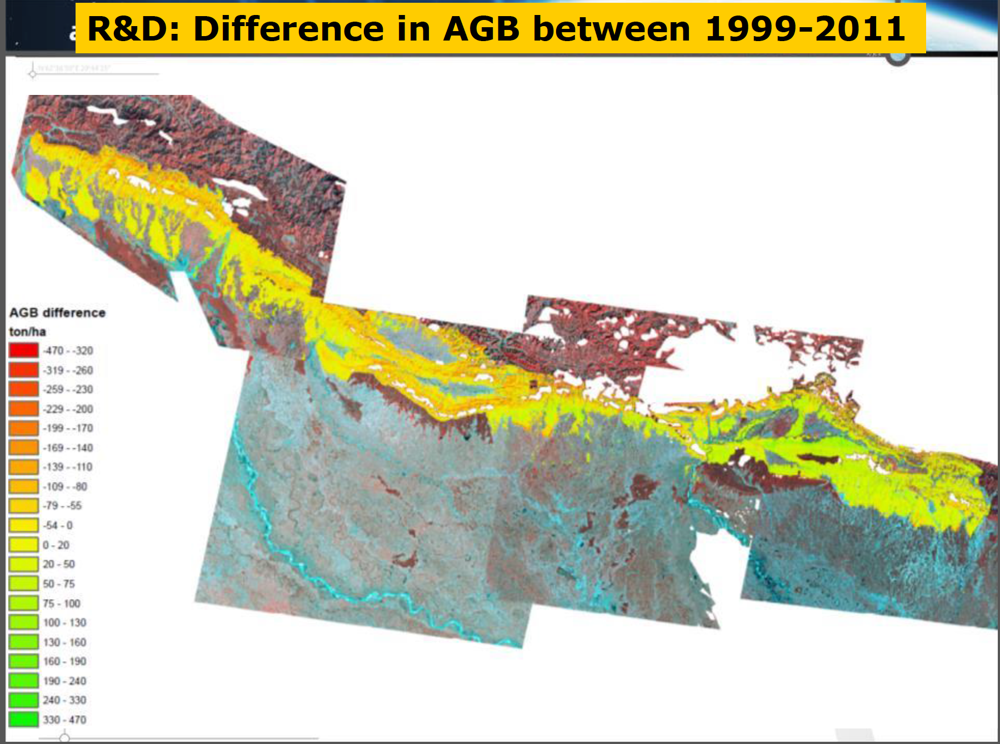 R&D: Difference in AGB between 1999-2011
AGB difference
ton/ha
-470 - -320
-319 - -260
-259 - -230
-229 - -200
-199 - -170
-169 - -140
-139 - -110
-109 - -80
-79 - -55
-54 - 0
0 - 20
20 - 50
50 - 75
75 - 100
100 - 130
130 - 160
160 - 190
190 - 240
240 - 330
330 - 470